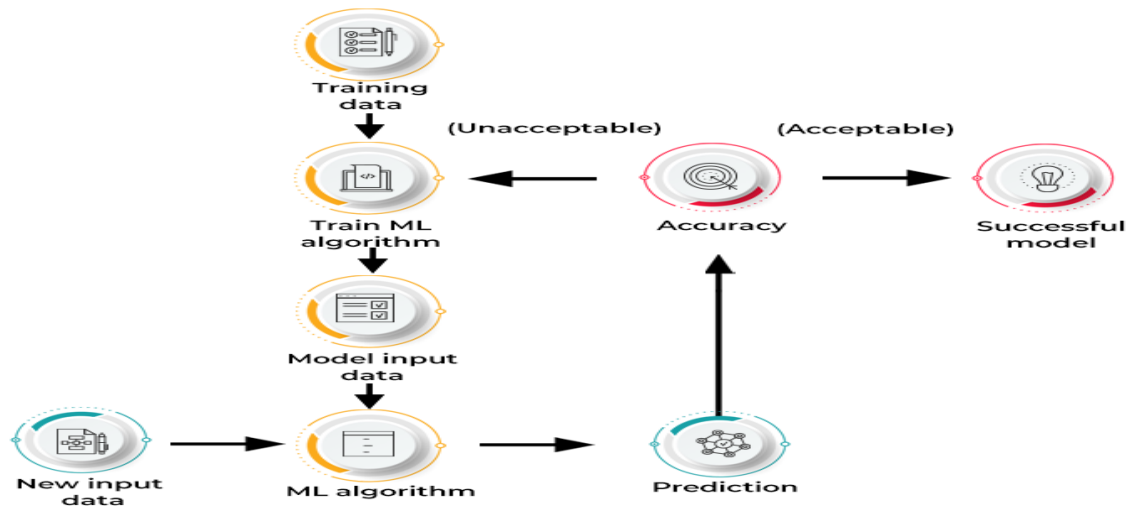 Training
data
(Unacceptable)
(Acceptable)
Train ML
algorithm
Accuracy
Successful
model
Model input
data
New input
data
ML algorithm
Prediction